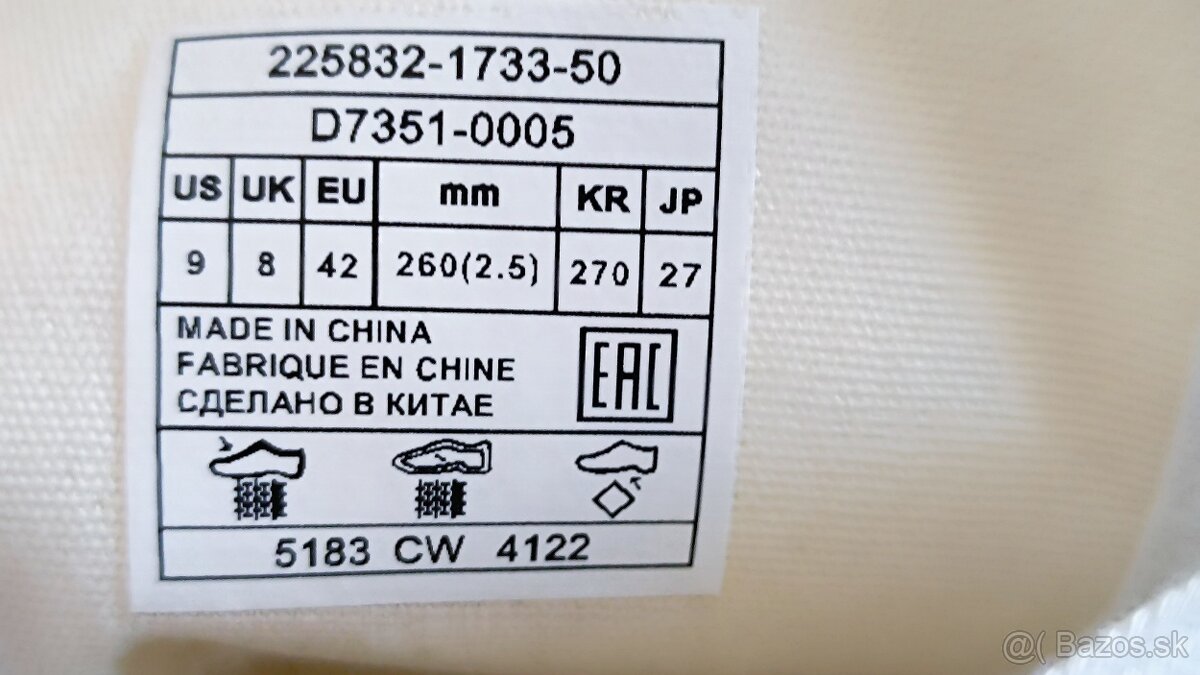 225832-1733-50
D7351-0005
US UK EU mm KR JP
9 8 42 260(2.5) 270 27
MADE IN CHINA
FABRIQUE EN CHINE
СДЕЛАНО В КИТАЕ
EAC
5183 CW 4122
@( Bazos.sk